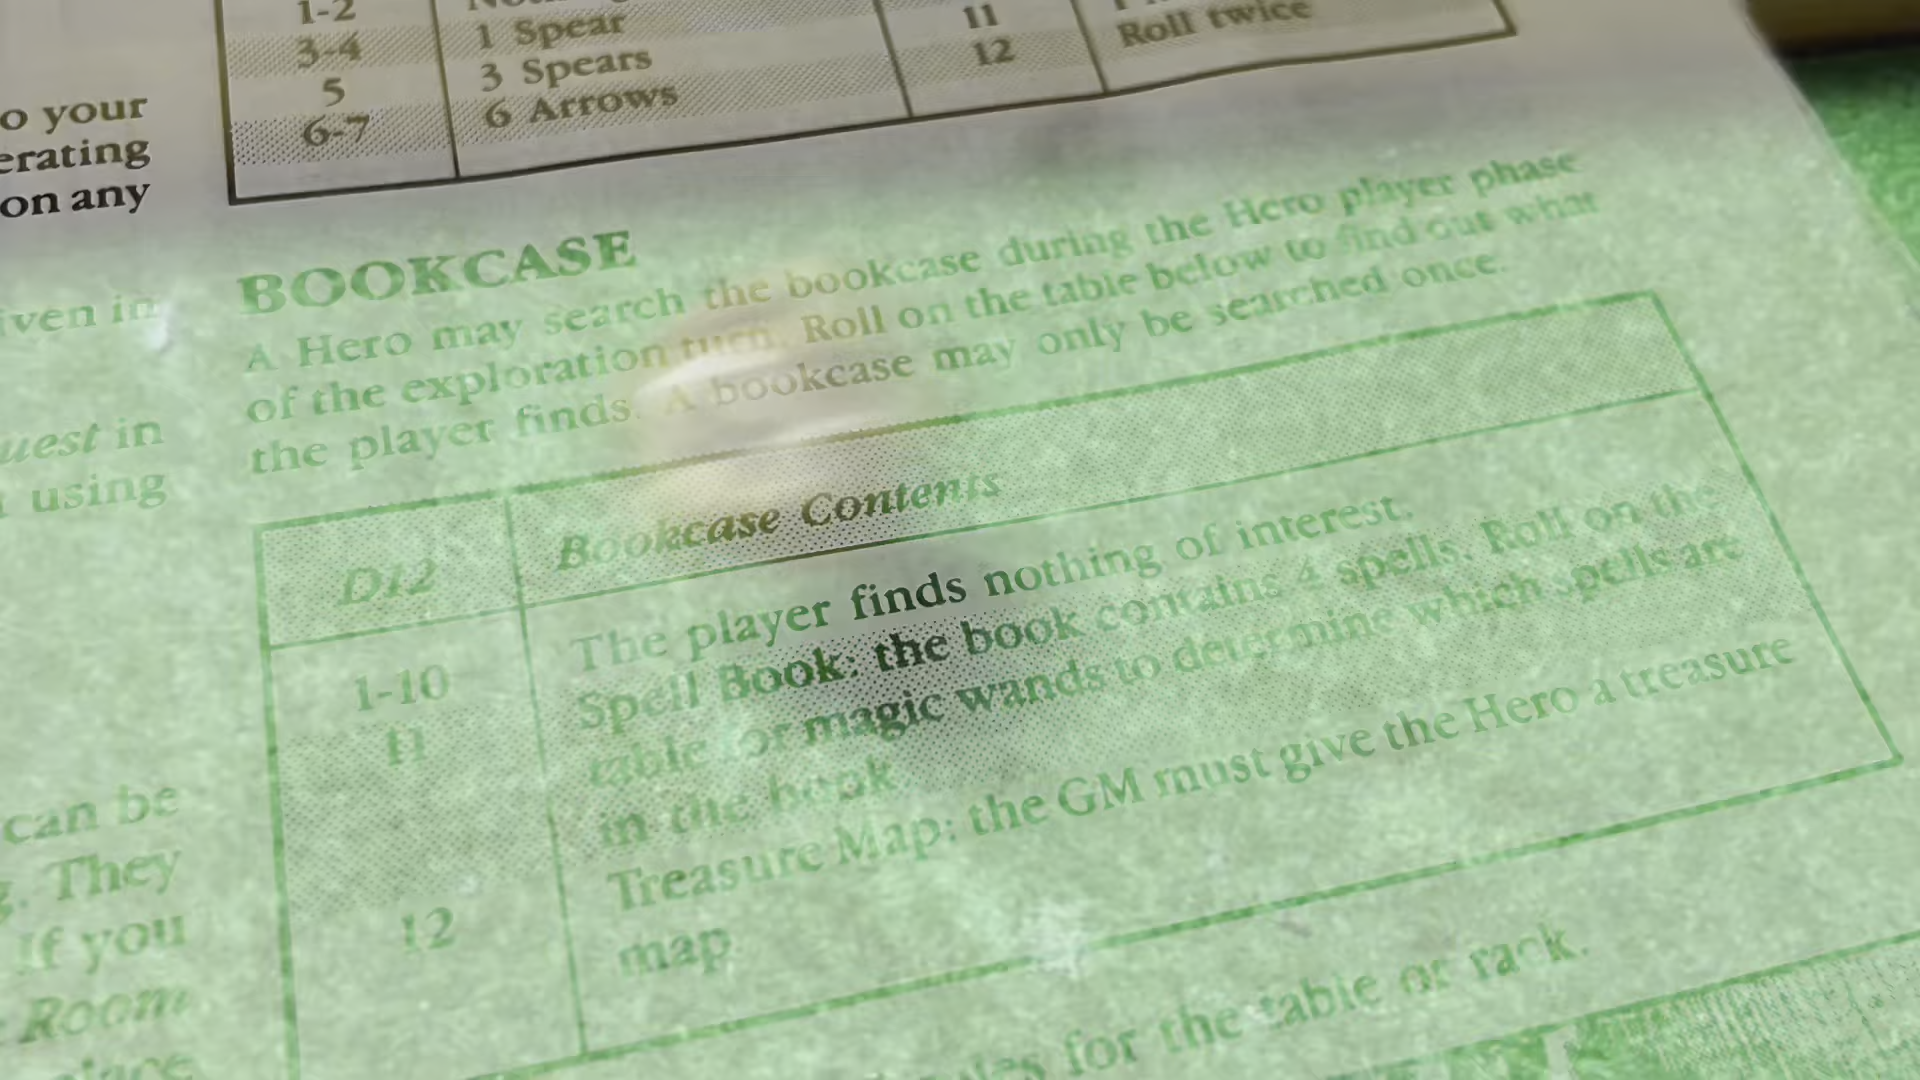 o your
erating
on any
iven in
uest in
using
can be
g. They
If you
Room
1-2
3-4 1 Spear
5 3 Spears
6-7 6 Arrows
11
12 Roll twice
BOOKCASE
A Hero may search the bookcase during the Hero player phase
of the exploration turn. Roll on the table below to find out what
the player finds. A bookcase may only be searched once.
D12 Bookcase Contents
1-10 The player finds nothing of interest.
11 Spell Book: the book contains 4 spells. Roll on the
table for magic wands to determine which spells are
in the book
12 Treasure Map: the GM must give the Hero a treasure
map
for the table or rack.